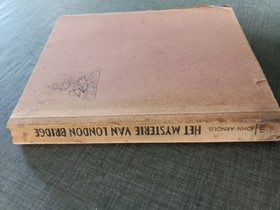 JOHN ARNOLD
HET MYSTERIE VAN LONDON BRIDGE